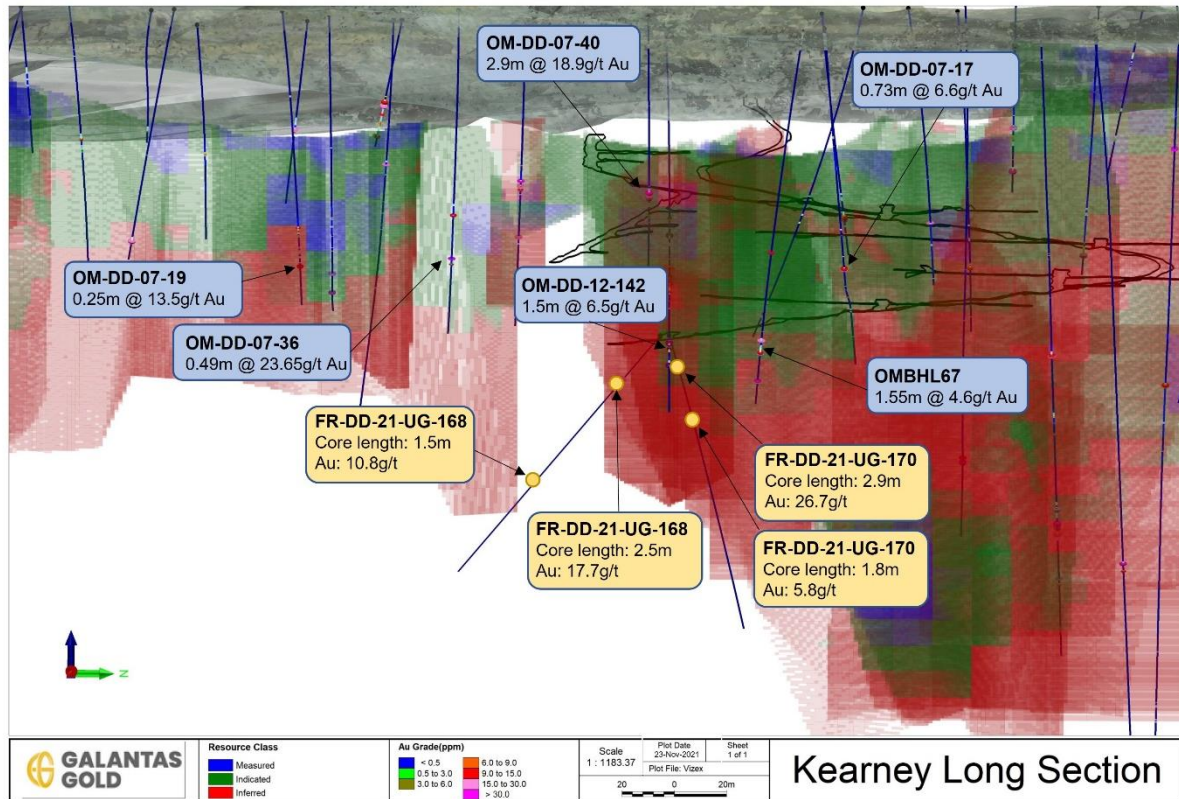 OM-DD-07-40
2.9m @ 18.9g/t Au
OM-DD-07-17
0.73m @ 6.6g/t Au
OM-DD-07-19
0.25m @ 13.5g/t Au
OM-DD-12-142
1.5m @ 6.5g/t Au
OM-DD-07-36
0.49m @ 23.65g/t Au
OMBHL67
1.55m @ 4.6g/t Au
FR-DD-21-UG-168
Core length: 1.5m
Au: 10.8g/t
FR-DD-21-UG-170
Core length: 2.9m
Au: 26.7g/t
FR-DD-21-UG-168
Core length: 2.5m
Au: 17.7g/t
FR-DD-21-UG-170
Core length: 1.8m
Au: 5.8g/t
N
GALANTAS
GOLD
Resource Class
Measured
Indicated
Inferred
Au Grade(ppm)
< 0.5
0.5 to 3.0
3.0 to 6.0
6.0 to 9.0
9.0 to 15.0
15.0 to 30.0
> 30.0
Scale
1 : 1183.37
Plot Date
23-Nov-2021
Sheet
1 of 1
Plot File: Vizex
20 0 20m
Kearney Long Section